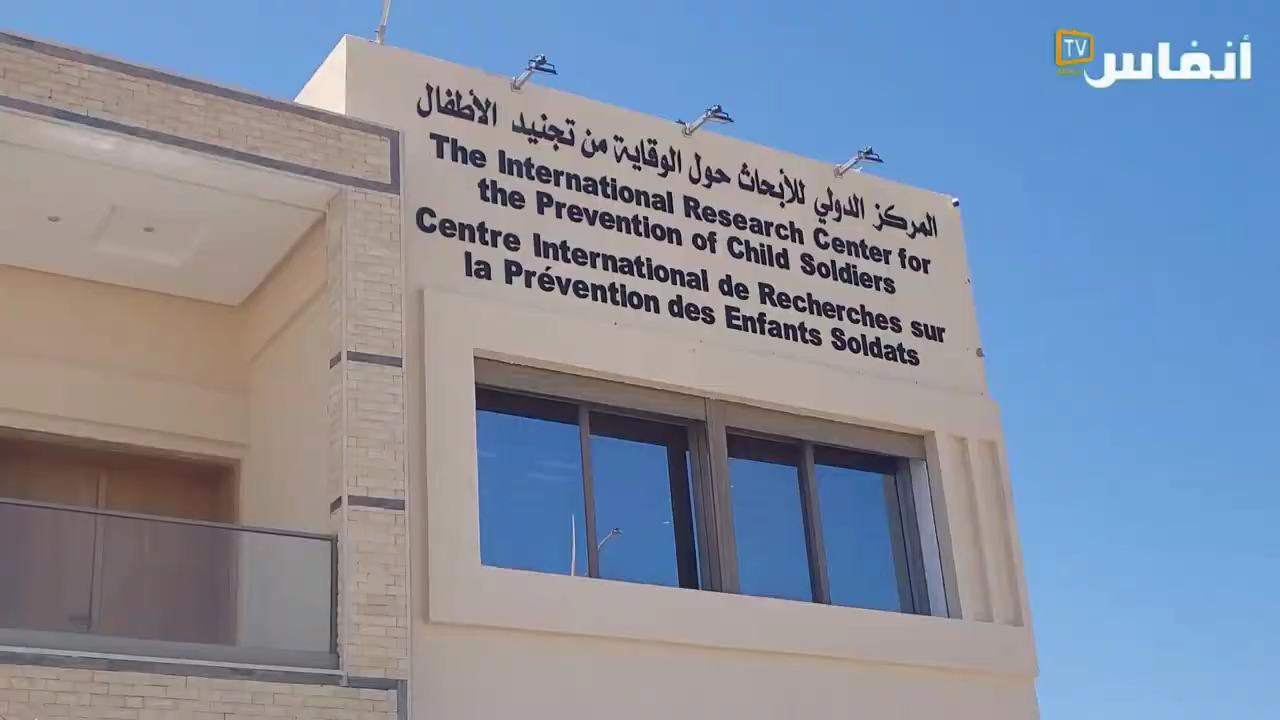 المركز الدولي للأبحاث حول الوقاية من تجنيد الأطفال
The International Research Center for
the Prevention of Child Soldiers
Centre International de Recherches sur
la Prévention des Enfants Soldats
TV
أنفاس